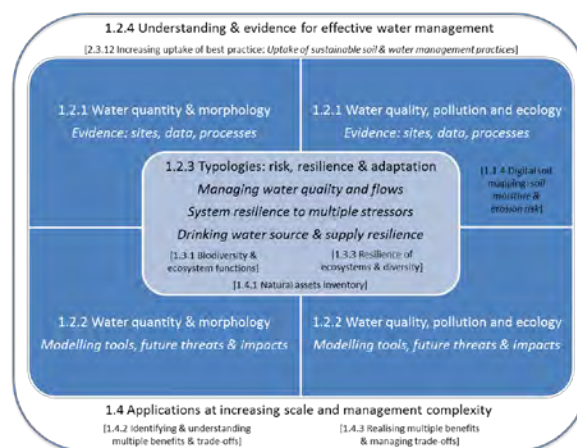 1.2.4 Understanding & evidence for effective water management
[2.3.12 Increasing uptake of best practice: Uptake of sustainable soil & water management practices]
1.2.1 Water quantity & morphology
Evidence: sites, data, processes
1.2.1 Water quality, pollution and ecology
Evidence: sites, data, processes
1.2.3 Typologies: risk, resilience & adaptation
Managing water quality and flows
System resilience to multiple stressors
Drinking water source & supply resilience
[1.3.1 Biodiversity &
ecosystem functions]
[1.3.3 Resilience of
ecosystems & diversity]
[1.4.1 Natural assets inventory]
[1.1.4 Digital soil
mapping: soil
moisture &
erosion risk]
1.2.2 Water quantity & morphology
Modelling tools, future threats & impacts
1.2.2 Water quality, pollution and ecology
Modelling tools, future threats & impacts
1.4 Applications at increasing scale and management complexity
[1.4.2 Identifying & understanding
multiple benefits & trade-offs]
[1.4.3 Realising multiple benefits
& managing trade-offs]